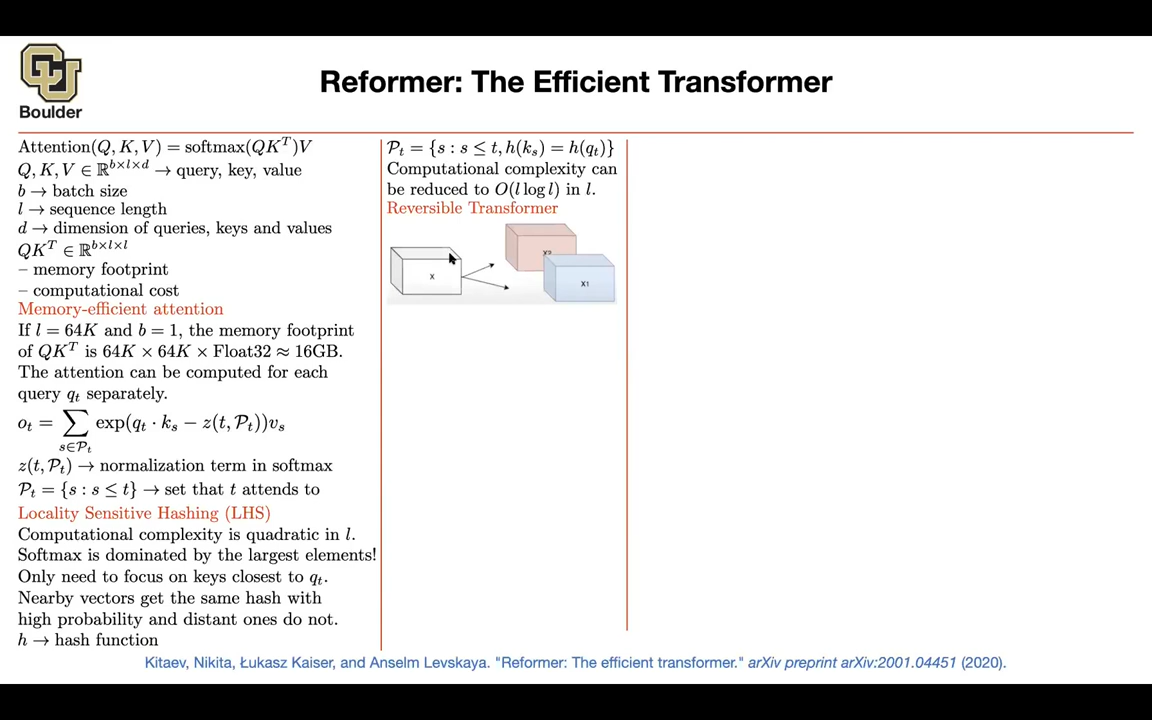 Boulder
Reformer: The Efficient Transformer
Attention(Q, K, V) = softmax(QK^T)V
Q, K, V ∈ ℝ^{b×l×d} → query, key, value
b → batch size
l → sequence length
d → dimension of queries, keys and values
QK^T ∈ ℝ^{b×l×l}
– memory footprint
– computational cost
Memory-efficient attention
If l = 64K and b = 1, the memory footprint
of QK^T is 64K × 64K × Float32 ≈ 16GB.
The attention can be computed for each
query q_t separately.
o_t = ∑_{s∈𝒫_t} exp(q_t · k_s − z(t, 𝒫_t))v_s
z(t, 𝒫_t) → normalization term in softmax
𝒫_t = {s : s ≤ t} → set that t attends to
Locality Sensitive Hashing (LHS)
Computational complexity is quadratic in l.
Softmax is dominated by the largest elements!
Only need to focus on keys closest to q_t.
Nearby vectors get the same hash with
high probability and distant ones do not.
h → hash function
𝒫_t = {s : s ≤ t, h(k_s) = h(q_t)}
Computational complexity can
be reduced to O(l log l) in l.
Reversible Transformer
X
X2
X1
Kitaev, Nikita, Łukasz Kaiser, and Anselm Levskaya. "Reformer: The efficient transformer." arXiv preprint arXiv:2001.04451 (2020).